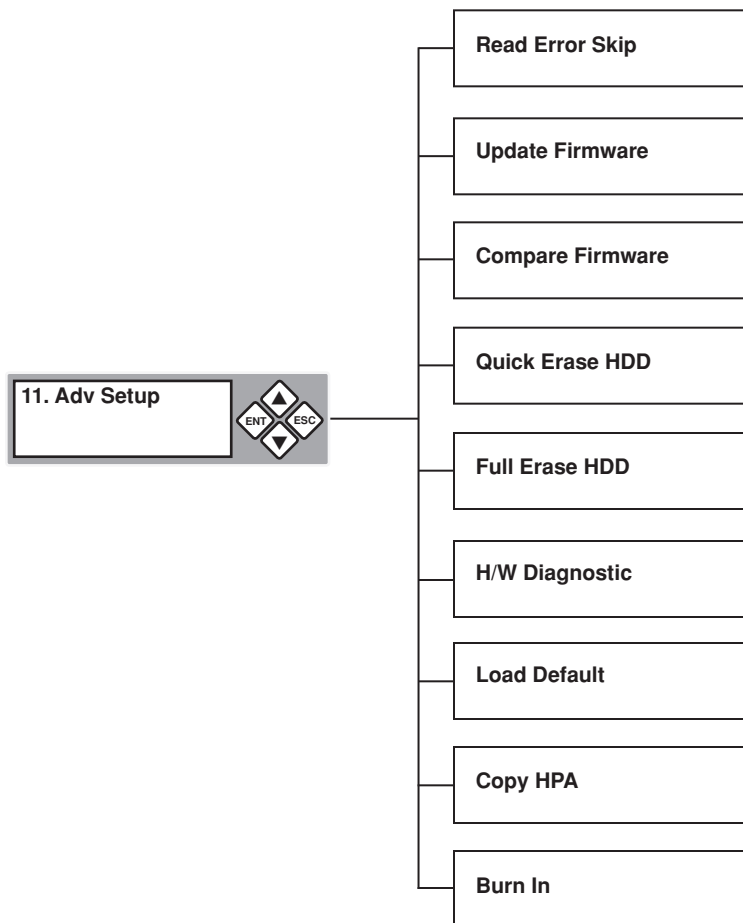 Read Error Skip
Update Firmware
Compare Firmware
Quick Erase HDD
11. Adv Setup
ENT
ESC
Full Erase HDD
H/W Diagnostic
Load Default
Copy HPA
Burn In